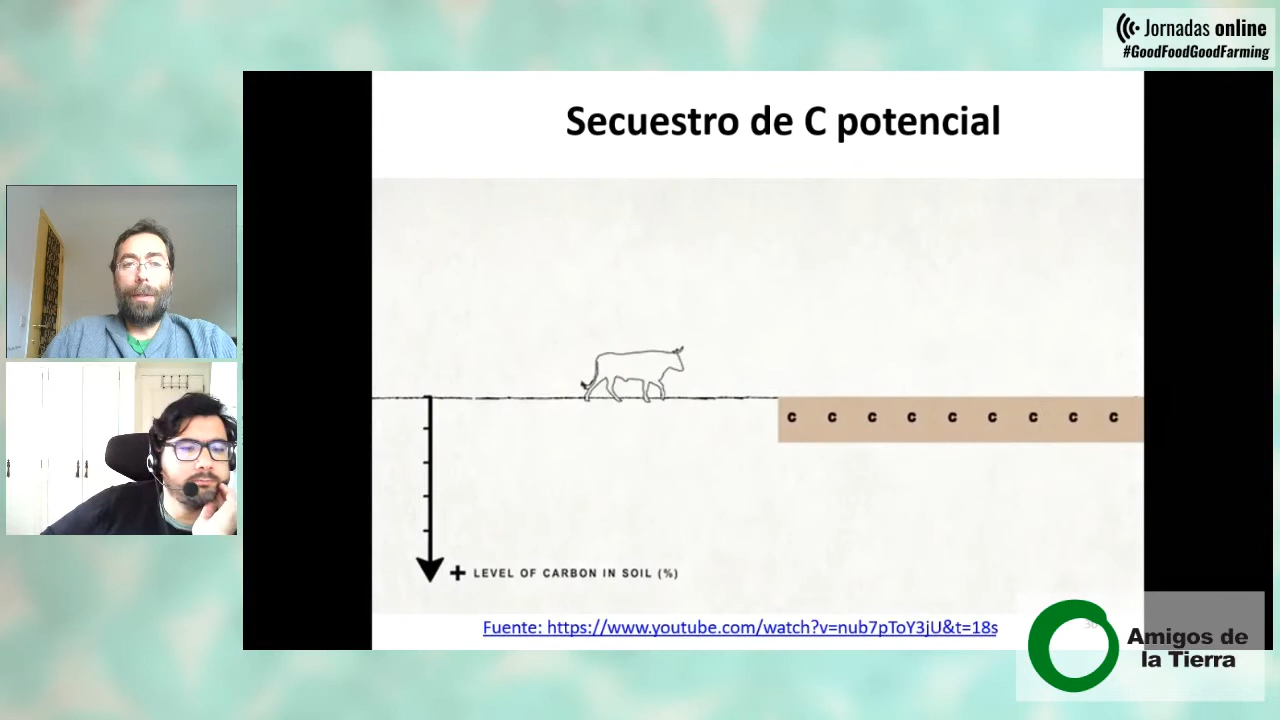 Jornadas online
#GoodFoodGoodFarming
Secuestro de C potencial
c c c c c c c c c
+ LEVEL OF CARBON IN SOIL (%)
Fuente: https://www.youtube.com/watch?v=nub7pToY3jU&t=18s
Amigos de
la Tierra